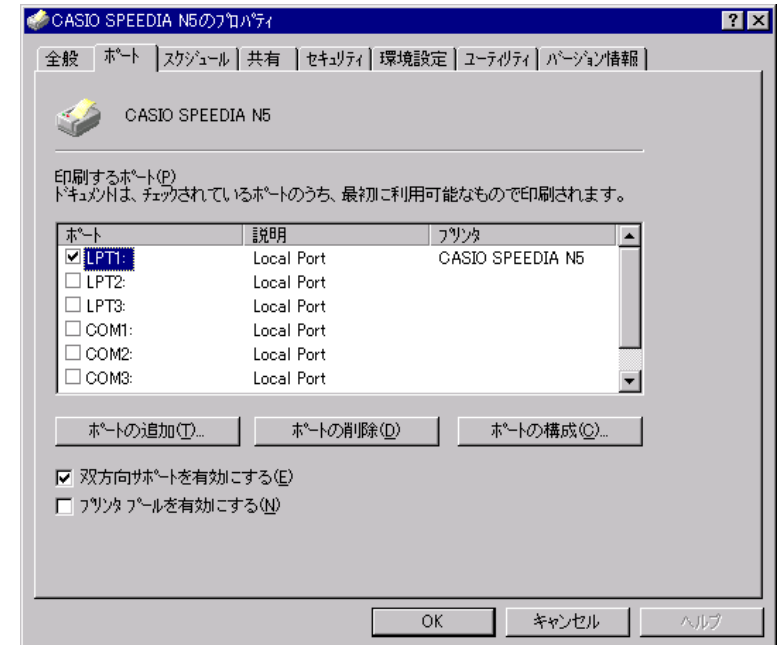 CASIO SPEEDIA N5のプロパティ
全般 ポート スケジュール 共有 セキュリティ 環境設定 ユーティリティ バージョン情報
CASIO SPEEDIA N5
印刷するポート(P)
ドキュメントは、チェックされているポートのうち、最初に利用可能なもので印刷されます。
ポート 説明 プリンタ
LPT1: Local Port CASIO SPEEDIA N5
LPT2: Local Port
LPT3: Local Port
COM1: Local Port
COM2: Local Port
COM3: Local Port
ポートの追加(T)... ポートの削除(D) ポートの構成(C)...
双方向サポートを有効にする(E)
プリンタ プールを有効にする(N)
OK キャンセル ヘルプ